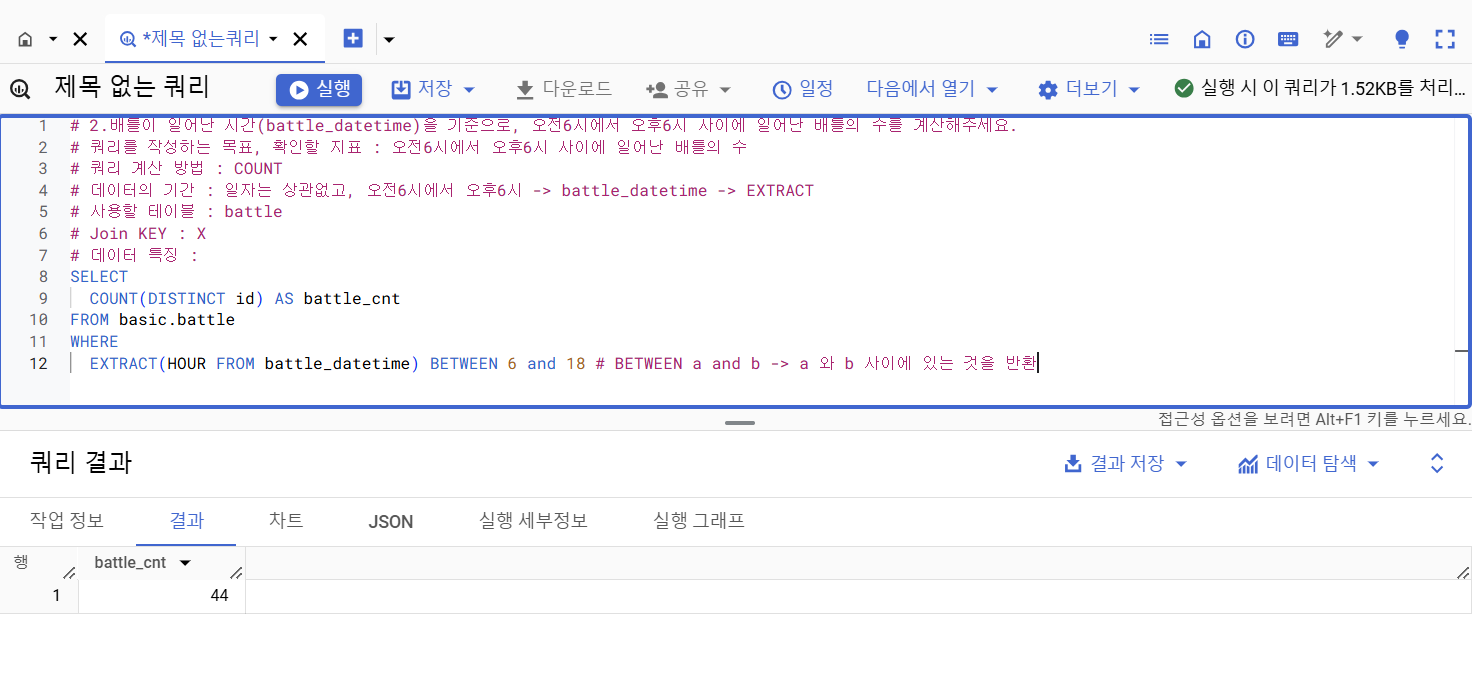 *제목 없는쿼리
제목 없는 쿼리
실행
저장
다운로드
공유
일정
다음에서 열기
더보기
실행 시 이 쿼리가 1.52KB를 처리...
1 # 2.배틀이 일어난 시간(battle_datetime)을 기준으로, 오전6시에서 오후6시 사이에 일어난 배틀의 수를 계산해주세요.
2 # 쿼리를 작성하는 목표, 확인할 지표 : 오전6시에서 오후6시 사이에 일어난 배틀의 수
3 # 쿼리 계산 방법 : COUNT
4 # 데이터의 기간 : 일자는 상관없고, 오전6시에서 오후6시 -> battle_datetime -> EXTRACT
5 # 사용할 테이블 : battle
6 # Join KEY : X
7 # 데이터 특징 :
8 SELECT
9 COUNT(DISTINCT id) AS battle_cnt
10 FROM basic.battle
11 WHERE
12 EXTRACT(HOUR FROM battle_datetime) BETWEEN 6 and 18 # BETWEEN a and b -> a 와 b 사이에 있는 것을 반환
접근성 옵션을 보려면 Alt+F1 키를 누르세요.
쿼리 결과
결과 저장
데이터 탐색
작업 정보
결과
차트
JSON
실행 세부정보
실행 그래프
행 battle_cnt
1 44